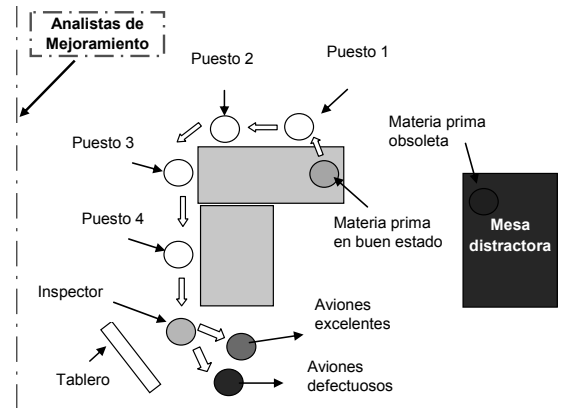 Analistas de
Mejoramiento
Puesto 2
Puesto 1
Materia prima
obsoleta
Puesto 3
Puesto 4
Materia prima
en buen estado
Mesa
distractora
Inspector
Aviones
excelentes
Tablero
Aviones
defectuosos